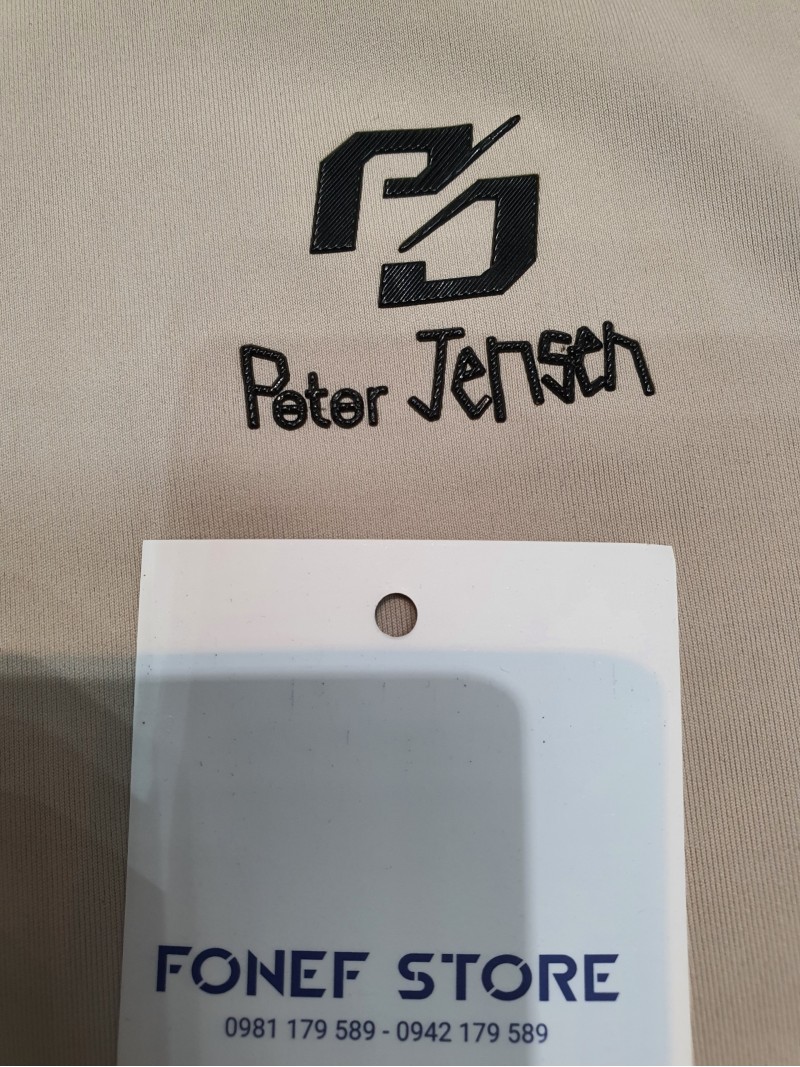 Peter Jensen
FONEF STORE
0981 179 589 - 0942 179 589